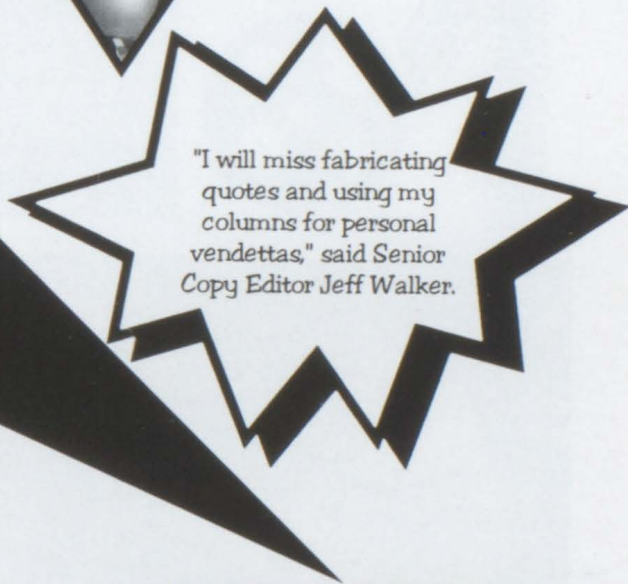 "I will miss fabricating
quotes and using my
columns for personal
vendettas," said Senior
Copy Editor Jeff Walker.